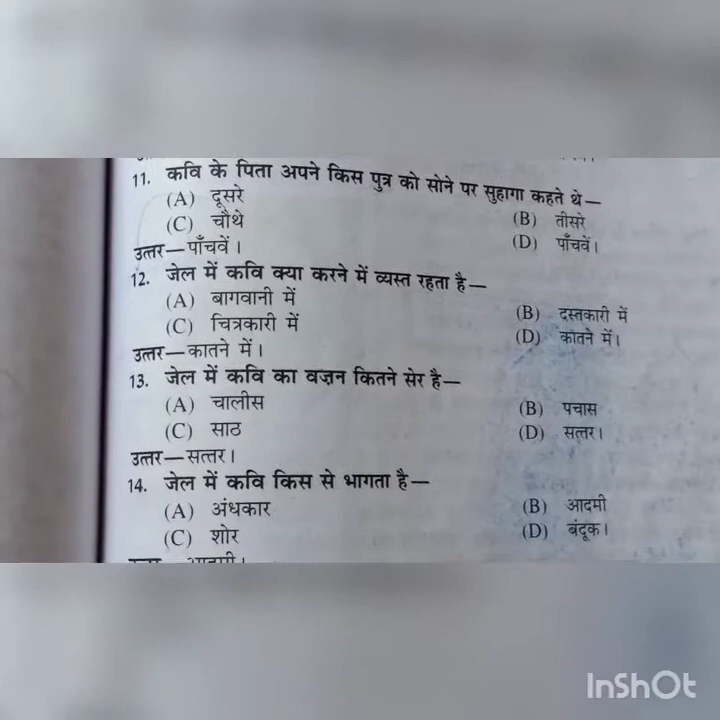 11. कवि के पिता अपने किस पुत्र को सोने पर सुहागा कहते थे—
(A) दूसरे
(B) तीसरे
(C) चौथे
(D) पाँचवें।
उत्तर—पाँचवें।
12. जेल में कवि क्या करने में व्यस्त रहता है—
(A) बागवानी में
(B) दस्तकारी में
(C) चित्रकारी में
(D) कातने में।
उत्तर—कातने में।
13. जेल में कवि का वज़न कितने सेर है—
(A) चालीस
(B) पचास
(C) साठ
(D) सत्तर।
उत्तर—सत्तर।
14. जेल में कवि किस से भागता है—
(A) अंधकार
(B) आदमी
(C) शोर
(D) बंदूक।
InShOt